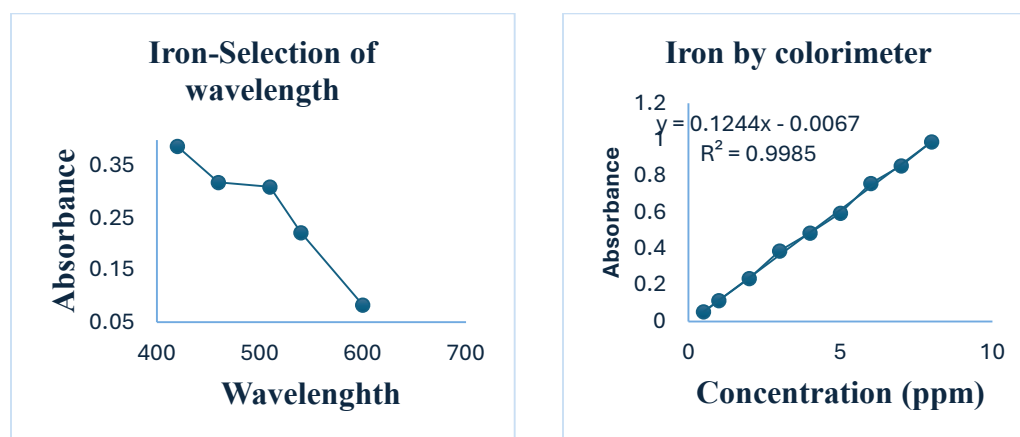 Iron-Selection of
wavelength
Absorbance
0.35
0.25
0.15
0.05
400 500 600 700
Wavelenghth
Iron by colorimeter
Absorbance
1.2
y = 0.1244x - 0.0067
1
R² = 0.9985
0.8
0.6
0.4
0.2
0
0 5 10
Concentration (ppm)